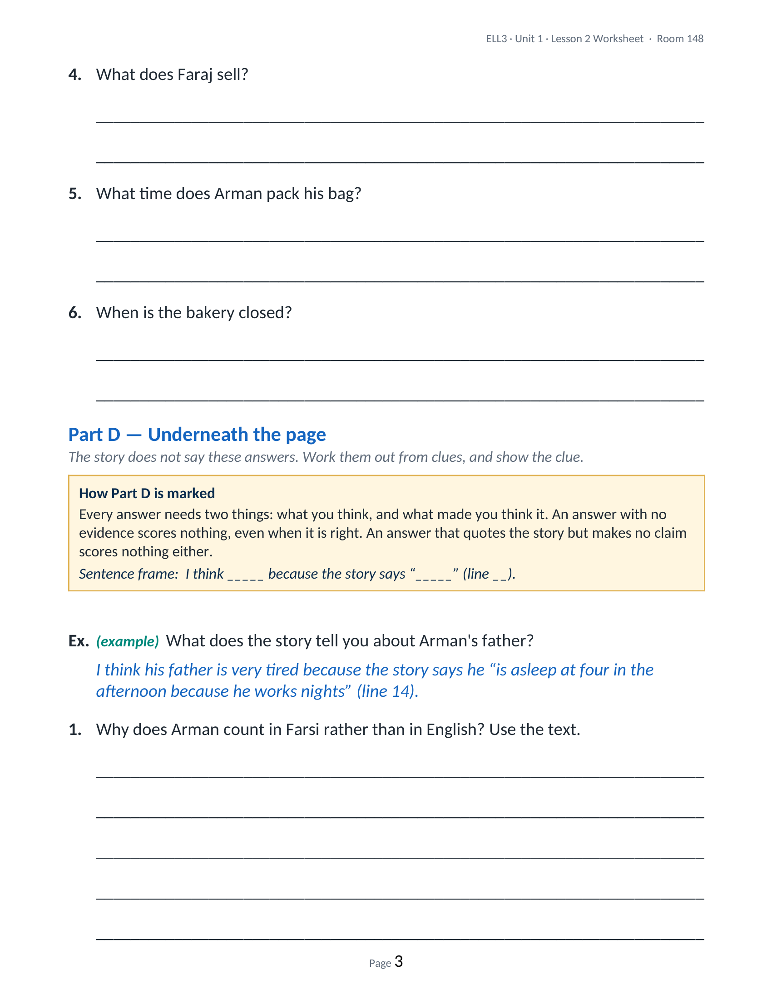 ELL3 · Unit 1 · Lesson 2 Worksheet · Room 148
4. What does Faraj sell?
5. What time does Arman pack his bag?
6. When is the bakery closed?
Part D — Underneath the page
The story does not say these answers. Work them out from clues, and show the clue.
How Part D is marked
Every answer needs two things: what you think, and what made you think it. An answer with no
evidence scores nothing, even when it is right. An answer that quotes the story but makes no claim
scores nothing either.
Sentence frame: I think _____ because the story says “_____” (line __).
Ex. (example) What does the story tell you about Arman's father?
I think his father is very tired because the story says he “is asleep at four in the
afternoon because he works nights” (line 14).
1. Why does Arman count in Farsi rather than in English? Use the text.
Page 3